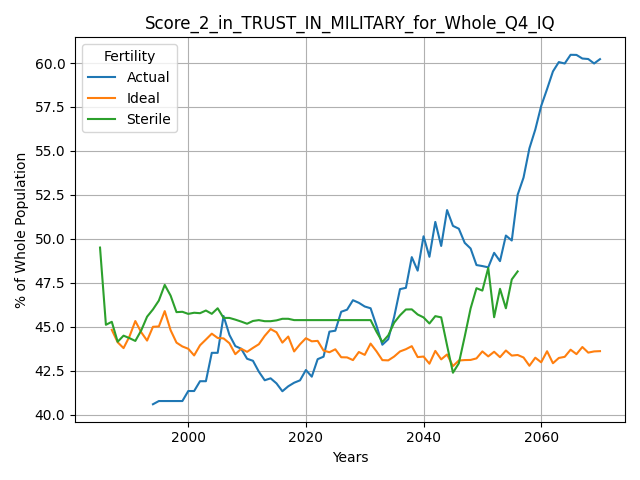 Score_2_in_TRUST_IN_MILITARY_for_Whole_Q4_IQ
Fertility
Actual
Ideal
Sterile
% of Whole Population
60.0
57.5
55.0
52.5
50.0
47.5
45.0
42.5
40.0
2000
2020
2040
2060
Years